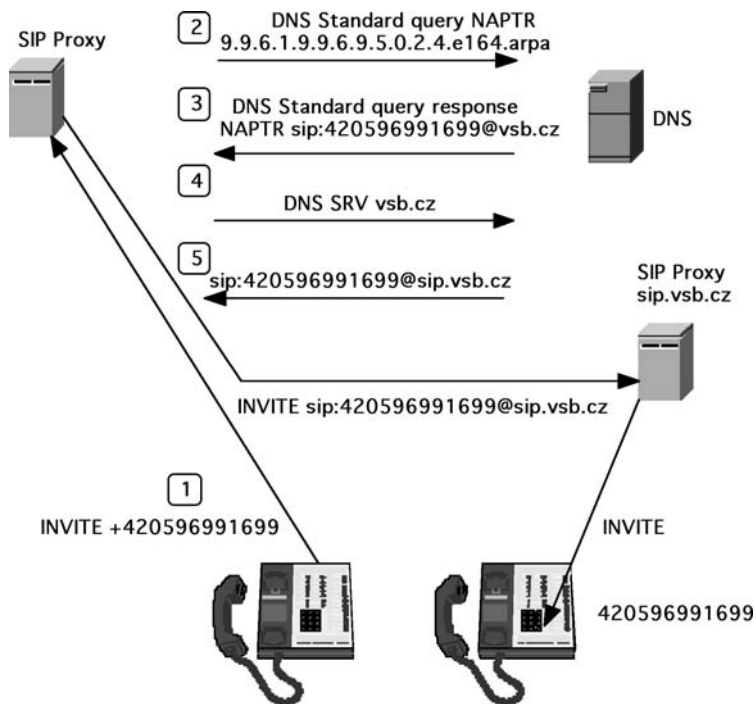 SIP Proxy
2
DNS Standard query NAPTR
9.9.6.1.9.9.6.9.5.0.2.4.e164.arpa
3
DNS Standard query response
NAPTR sip:420596991699@vsb.cz
DNS
4
DNS SRV vsb.cz
5
sip:420596991699@sip.vsb.cz
SIP Proxy
sip.vsb.cz
INVITE sip:420596991699@sip.vsb.cz
1
INVITE +420596991699
INVITE
420596991699